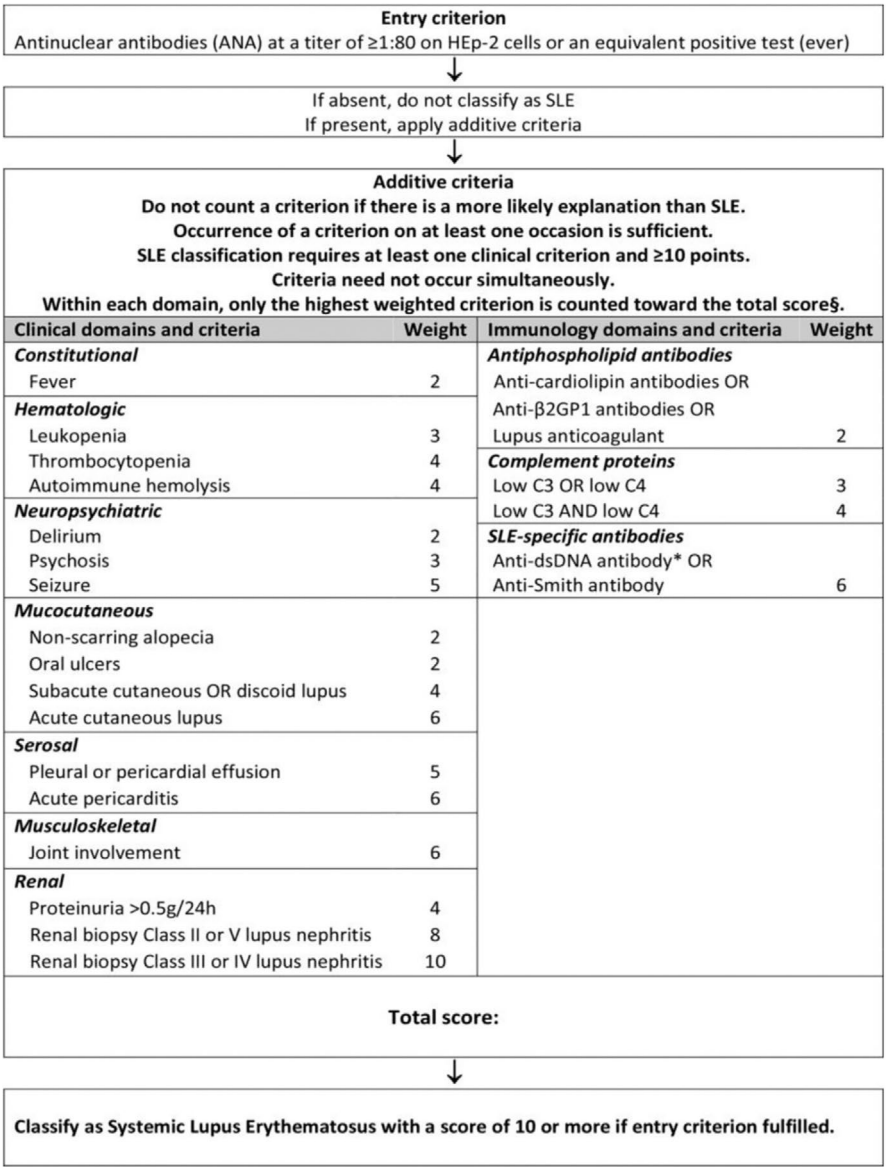 Entry criterion
Antinuclear antibodies (ANA) at a titer of ≥1:80 on HEp-2 cells or an equivalent positive test (ever)
↓
If absent, do not classify as SLE
If present, apply additive criteria
↓
Additive criteria
Do not count a criterion if there is a more likely explanation than SLE.
Occurrence of a criterion on at least one occasion is sufficient.
SLE classification requires at least one clinical criterion and ≥10 points.
Criteria need not occur simultaneously.
Within each domain, only the highest weighted criterion is counted toward the total score§.
Clinical domains and criteria Weight
Constitutional
Fever 2
Hematologic
Leukopenia 3
Thrombocytopenia 4
Autoimmune hemolysis 4
Neuropsychiatric
Delirium 2
Psychosis 3
Seizure 5
Mucocutaneous
Non-scarring alopecia 2
Oral ulcers 2
Subacute cutaneous OR discoid lupus 4
Acute cutaneous lupus 6
Serosal
Pleural or pericardial effusion 5
Acute pericarditis 6
Musculoskeletal
Joint involvement 6
Renal
Proteinuria >0.5g/24h 4
Renal biopsy Class II or V lupus nephritis 8
Renal biopsy Class III or IV lupus nephritis 10
Immunology domains and criteria Weight
Antiphospholipid antibodies
Anti-cardiolipin antibodies OR
Anti-β2GP1 antibodies OR
Lupus anticoagulant 2
Complement proteins
Low C3 OR low C4 3
Low C3 AND low C4 4
SLE-specific antibodies
Anti-dsDNA antibody* OR
Anti-Smith antibody 6
Total score:
↓
Classify as Systemic Lupus Erythematosus with a score of 10 or more if entry criterion fulfilled.